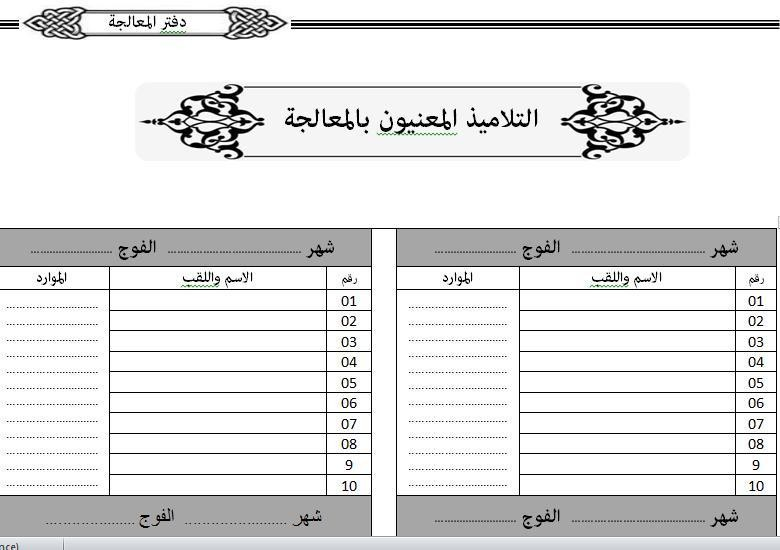 دفتر المعالجة
التلاميذ المعنيون بالمعالجة
شهر ........................ الفوج ........................
رقم الاسم واللقب الموارد
01
02
03
04
05
06
07
08
9
10
شهر ........................ الفوج ........................
شهر ........................ الفوج ........................
رقم الاسم واللقب الموارد
01
02
03
04
05
06
07
08
9
10
شهر ........................ الفوج ........................
nce)